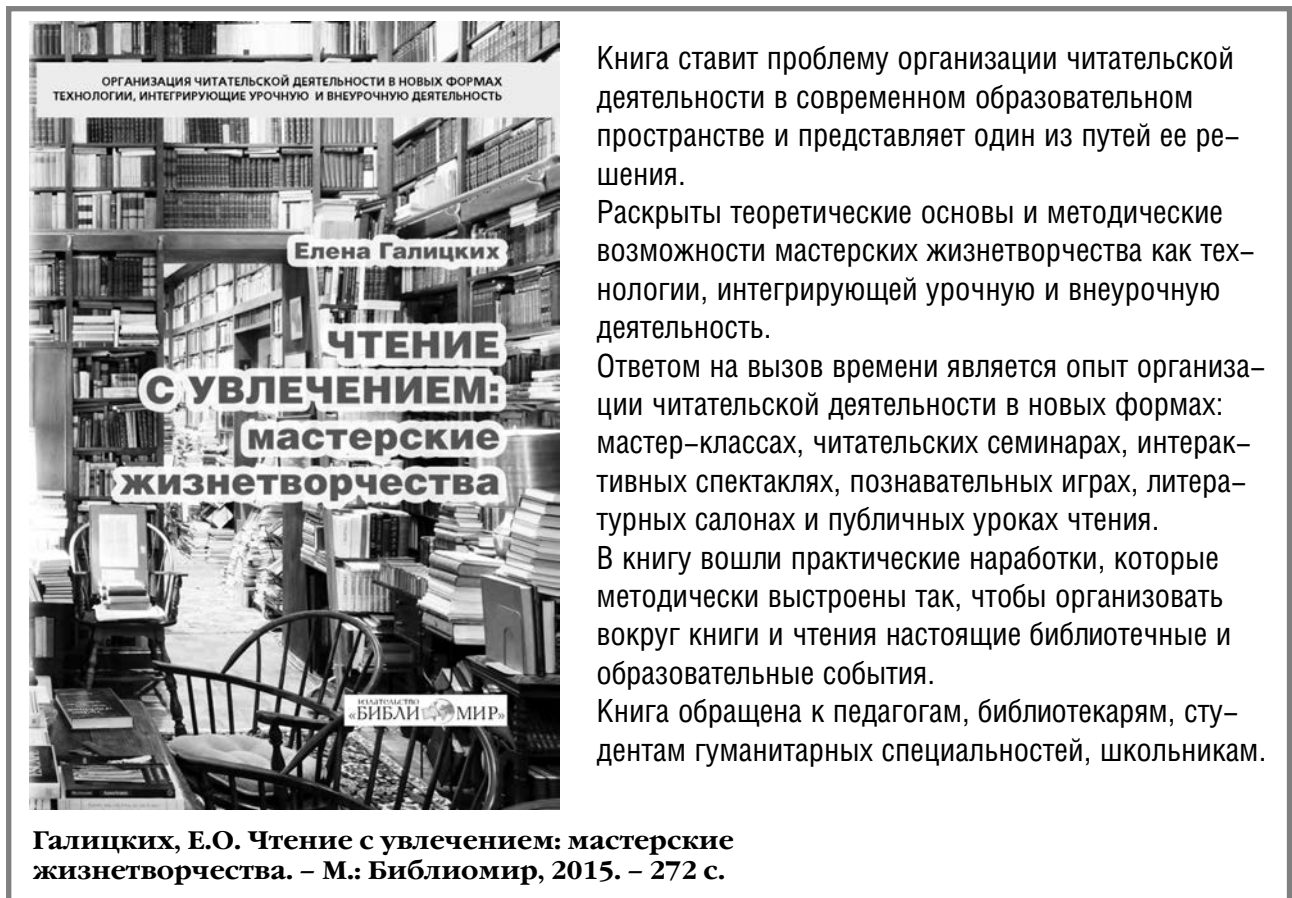 ОРГАНИЗАЦИЯ ЧИТАТЕЛЬСКОЙ ДЕЯТЕЛЬНОСТИ В НОВЫХ ФОРМАХ
ТЕХНОЛОГИИ, ИНТЕГРИРУЮЩИЕ УРОЧНУЮ И ВНЕУРОЧНУЮ ДЕЯТЕЛЬНОСТЬ
Елена Галицких
ЧТЕНИЕ
С УВЛЕЧЕНИЕМ:
мастерские
жизнетворчества
ИЗДАТЕЛЬСТВО
«БИБЛИ МИР»
Книга ставит проблему организации читательской
деятельности в современном образовательном
пространстве и представляет один из путей ее ре–
шения.
Раскрыты теоретические основы и методические
возможности мастерских жизнетворчества как тех–
нологии, интегрирующей урочную и внеурочную
деятельность.
Ответом на вызов времени является опыт организа–
ции читательской деятельности в новых формах:
мастер–классах, читательских семинарах, интерак–
тивных спектаклях, познавательных играх, литера–
турных салонах и публичных уроках чтения.
В книгу вошли практические наработки, которые
методически выстроены так, чтобы организовать
вокруг книги и чтения настоящие библиотечные и
образовательные события.
Книга обращена к педагогам, библиотекарям, сту–
дентам гуманитарных специальностей, школьникам.
Галицких, Е.О. Чтение с увлечением: мастерские
жизнетворчества. – М.: Библиомир, 2015. – 272 с.